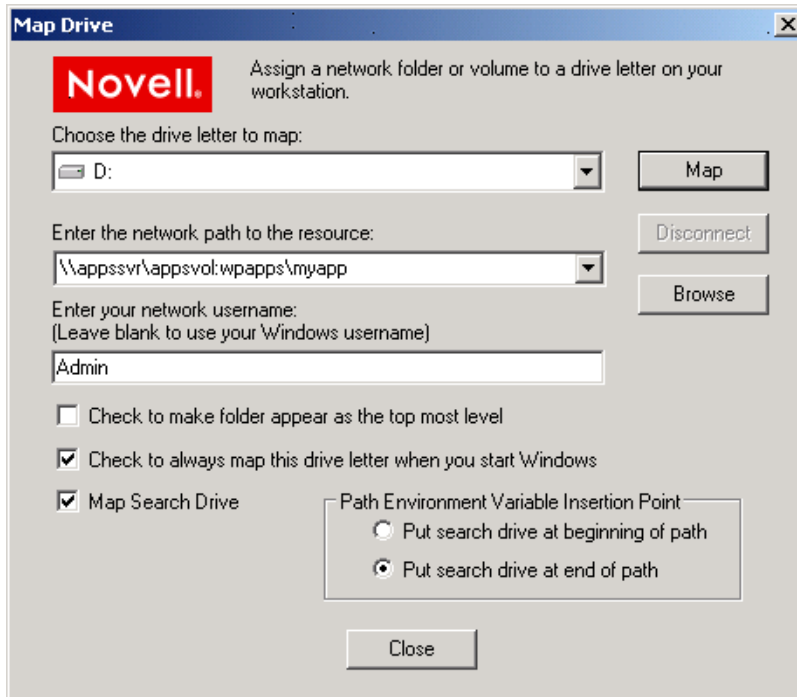 Map Drive
Novell.
Assign a network folder or volume to a drive letter on your
workstation.
Choose the drive letter to map:
D:
Map
Enter the network path to the resource:
Disconnect
\\appssvr\appsvol:wpapps\myapp
Browse
Enter your network username:
(Leave blank to use your Windows username)
Admin
Check to make folder appear as the top most level
Check to always map this drive letter when you start Windows
Map Search Drive
Path Environment Variable Insertion Point
Put search drive at beginning of path
Put search drive at end of path
Close